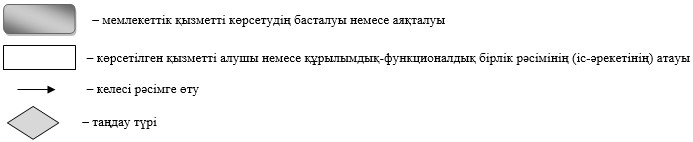 – мемлекеттік қызметті көрсетудің басталуы немесе аяқталуы
– көрсетілген қызметті алушы немесе құрылымдық-функционалдық бірлік рәсімінің (іс-әрекетінің) атауы
– келесі рәсімге өту
– таңдау түрі